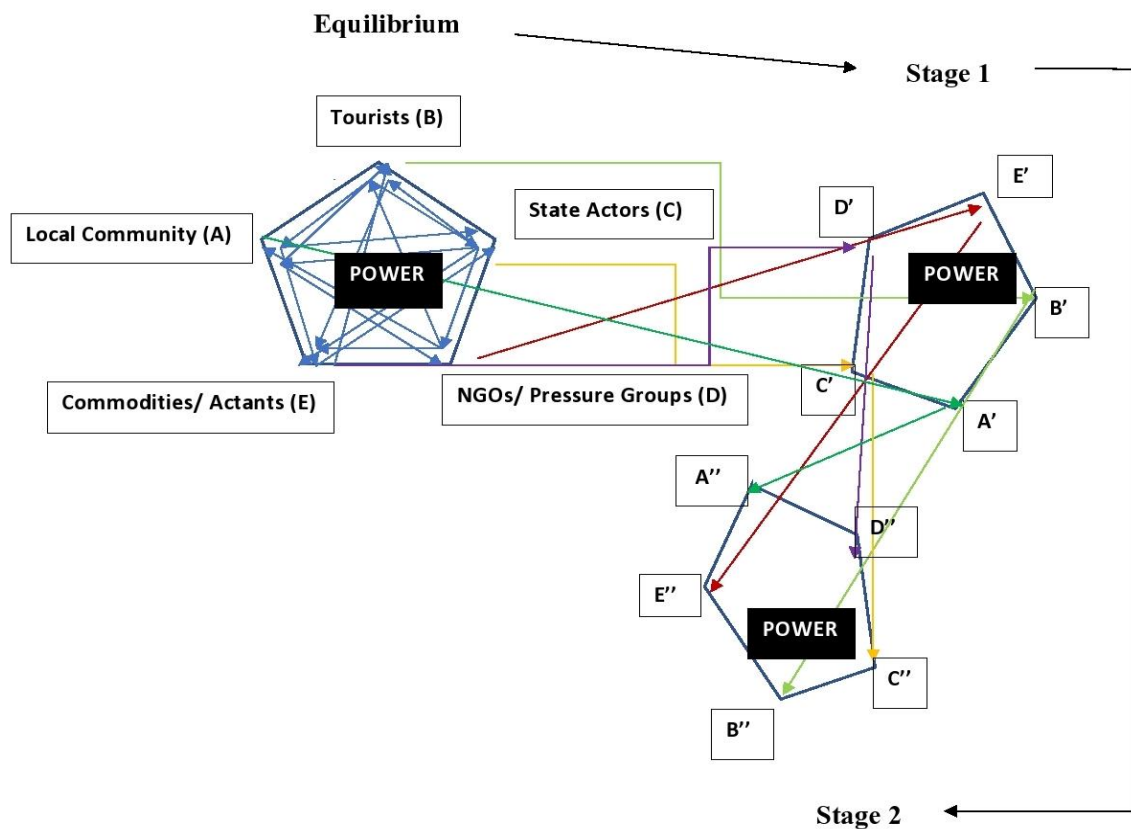 Equilibrium
Stage 1
Tourists (B)
E’
State Actors (C)
D’
Local Community (A)
POWER
POWER
B’
C’
Commodities/ Actants (E)
NGOs/ Pressure Groups (D)
A’
A’’
D’’
E’’
POWER
C’’
B’’
Stage 2